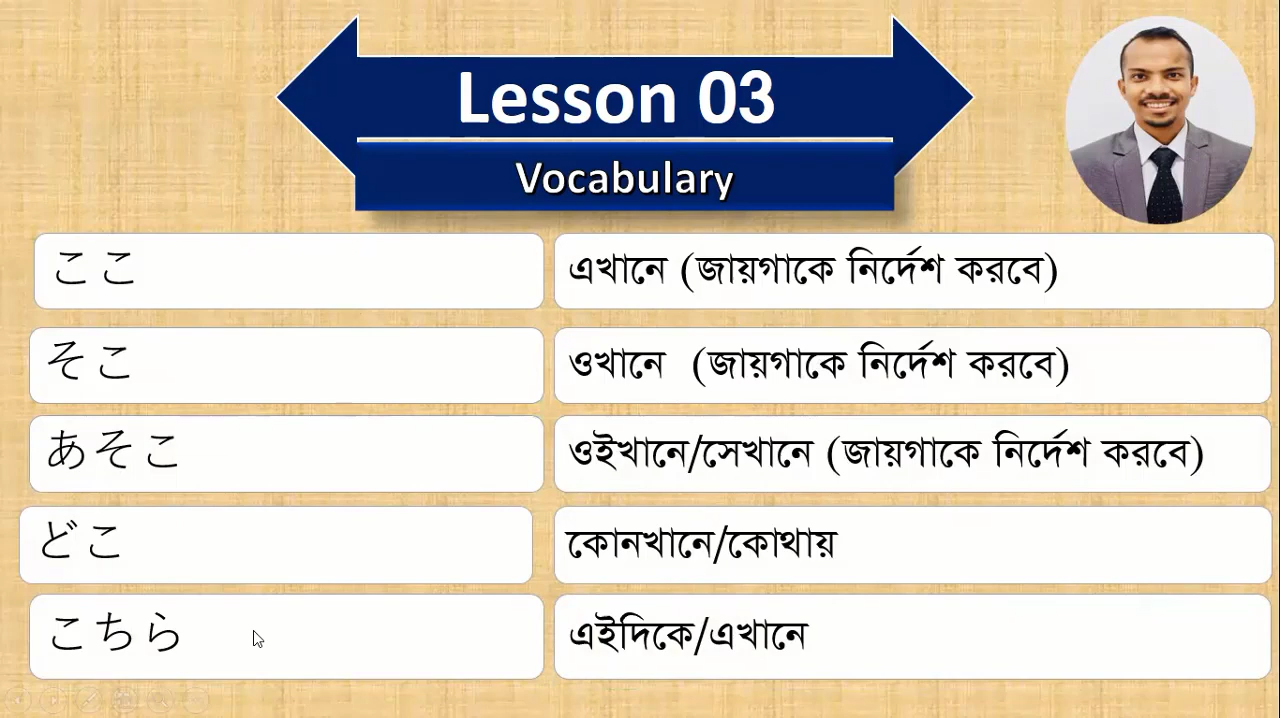 Lesson 03
Vocabulary
ここ এখানে (জায়গাকে নির্দেশ করবে)
そこ ওখানে (জায়গাকে নির্দেশ করবে)
あそこ ওইখানে/সেখানে (জায়গাকে নির্দেশ করবে)
どこ কোনখানে/কোথায়
こちら এইদিকে/এখানে